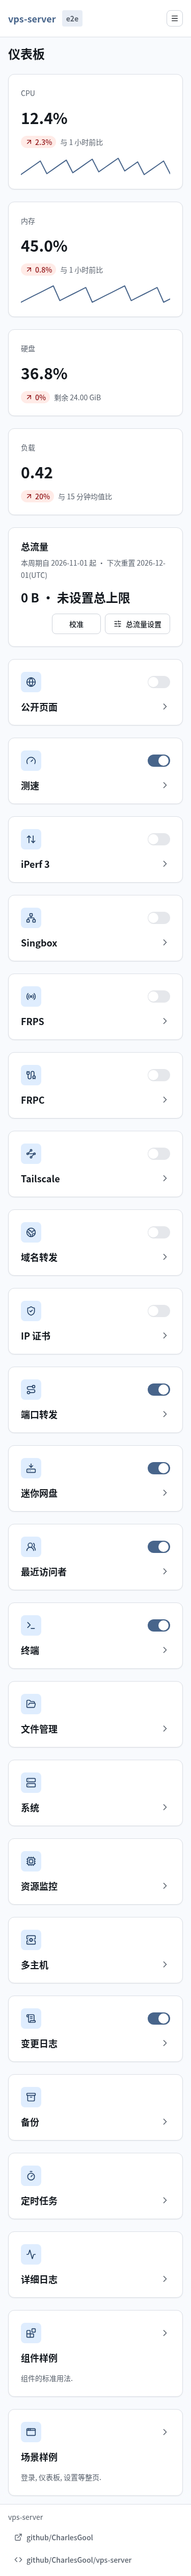 vps-server e2e
仪表板
CPU
12.4%
2.3% 与 1 小时前比
内存
45.0%
0.8% 与 1 小时前比
硬盘
36.8%
0% 剩余 24.00 GiB
负载
0.42
20% 与 15 分钟均值比
总流量
本周期自 2026-11-01 起 · 下次重置 2026-12-
01(UTC)
0 B · 未设置总上限
校准 总流量设置
公开页面
测速
iPerf 3
Singbox
FRPS
FRPC
Tailscale
域名转发
IP 证书
端口转发
迷你网盘
最近访问者
终端
文件管理
系统
资源监控
多主机
变更日志
备份
定时任务
详细日志
组件样例
组件的标准用法.
场景样例
登录, 仪表板, 设置等整页.
vps-server
github/CharlesGool
github/CharlesGool/vps-server